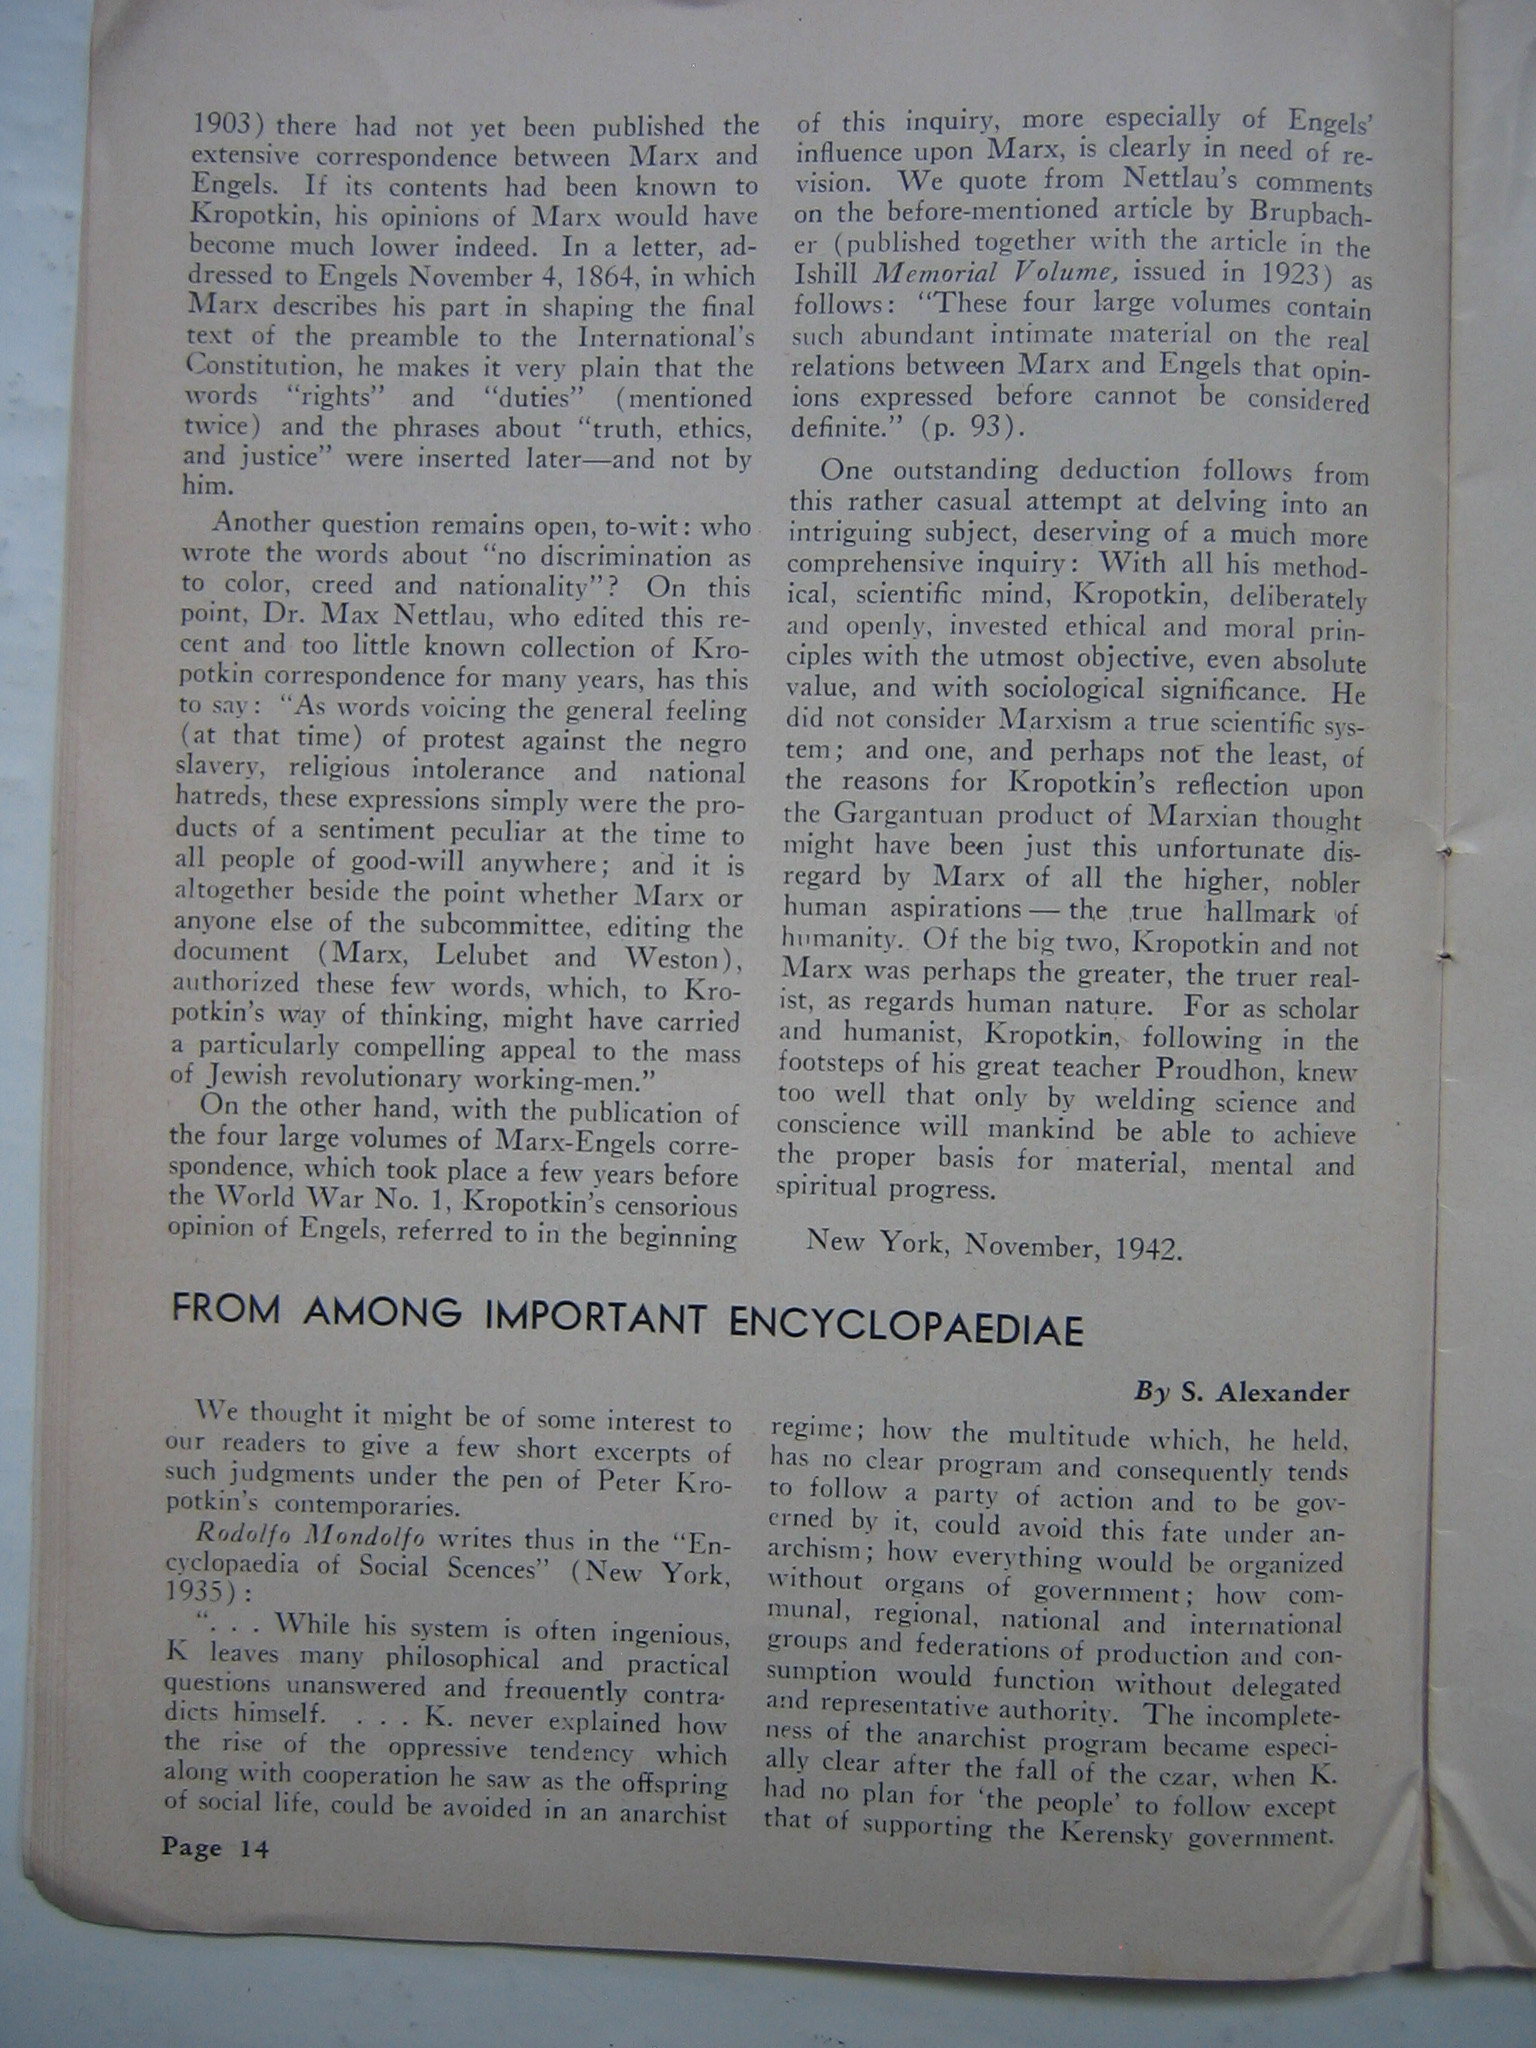 1903) there had not yet been published the
extensive correspondence between Marx and
Engels. If its contents had been known to
Kropotkin, his opinions of Marx would have
become much lower indeed. In a letter, ad-
dressed to Engels November 4, 1864, in which
Marx describes his part in shaping the final
text of the preamble to the International's
Constitution, he makes it very plain that the
words “rights” and “duties” (mentioned
twice) and the phrases about “truth, ethics,
and justice” were inserted later—and not by
him.
Another question remains open, to-wit: who
wrote the words about “no discrimination as
to color, creed and nationality”? On this
point, Dr. Max Nettlau, who edited this re-
cent and too little known collection of Kro-
potkin correspondence for many years, has this
to say: “As words voicing the general feeling
(at that time) of protest against the negro
slavery, religious intolerance and national
hatreds, these expressions simply were the pro-
ducts of a sentiment peculiar at the time to
all people of good-will anywhere; and it is
altogether beside the point whether Marx or
anyone else of the subcommittee, editing the
document (Marx, Lelubet and Weston),
authorized these few words, which, to Kro-
potkin's way of thinking, might have carried
a particularly compelling appeal to the mass
of Jewish revolutionary working-men.”
On the other hand, with the publication of
the four large volumes of Marx-Engels corre-
spondence, which took place a few years before
the World War No. 1, Kropotkin's censorious
opinion of Engels, referred to in the beginning
of this inquiry, more especially of Engels'
influence upon Marx, is clearly in need of re-
vision. We quote from Nettlau's comments
on the before-mentioned article by Brupbach-
er (published together with the article in the
Ishill Memorial Volume, issued in 1923) as
follows: “These four large volumes contain
such abundant intimate material on the real
relations between Marx and Engels that opin-
ions expressed before cannot be considered
definite.” (p. 93).
One outstanding deduction follows from
this rather casual attempt at delving into an
intriguing subject, deserving of a much more
comprehensive inquiry: With all his method-
ical, scientific mind, Kropotkin, deliberately
and openly, invested ethical and moral prin-
ciples with the utmost objective, even absolute
value, and with sociological significance. He
did not consider Marxism a true scientific sys-
tem; and one, and perhaps not the least, of
the reasons for Kropotkin's reflection upon
the Gargantuan product of Marxian thought
might have been just this unfortunate dis-
regard by Marx of all the higher, nobler
human aspirations — the true hallmark of
humanity. Of the big two, Kropotkin and not
Marx was perhaps the greater, the truer real-
ist, as regards human nature. For as scholar
and humanist, Kropotkin, following in the
footsteps of his great teacher Proudhon, knew
too well that only by welding science and
conscience will mankind be able to achieve
the proper basis for material, mental and
spiritual progress.
New York, November, 1942.
FROM AMONG IMPORTANT ENCYCLOPAEDIAE
By S. Alexander
We thought it might be of some interest to
our readers to give a few short excerpts of
such judgments under the pen of Peter Kro-
potkin's contemporaries.
Rodolfo Mondolfo writes thus in the “En-
cyclopaedia of Social Scences” (New York,
1935):
“. . . While his system is often ingenious,
K leaves many philosophical and practical
questions unanswered and frequently contra-
dicts himself. . . . K. never explained how
the rise of the oppressive tendency which
along with cooperation he saw as the offspring
of social life, could be avoided in an anarchist
regime; how the multitude which, he held,
has no clear program and consequently tends
to follow a party of action and to be gov-
erned by it, could avoid this fate under an-
archism; how everything would be organized
without organs of government; how com-
munal, regional, national and international
groups and federations of production and con-
sumption would function without delegated
and representative authority. The incomplete-
ness of the anarchist program became especi-
ally clear after the fall of the czar, when K.
had no plan for ‘the people’ to follow except
that of supporting the Kerensky government.
Page 14